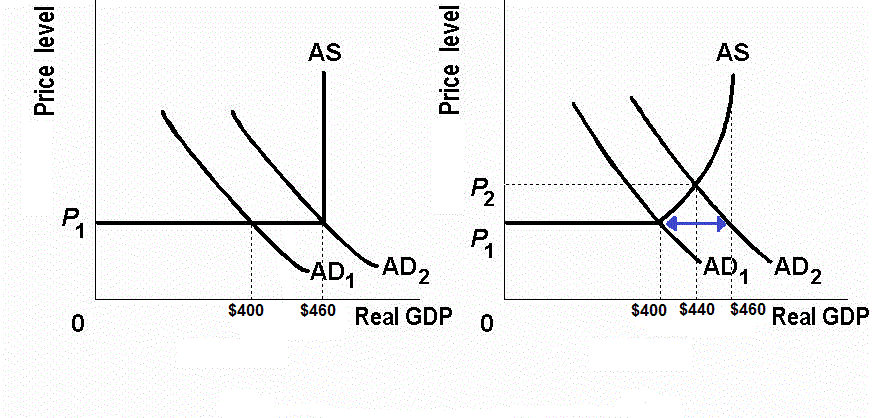 Price level
AS
P1
AD1
AD2
0
$400
$460
Real GDP
Price level
AS
P2
P1
AD1
AD2
0
$400
$440
$460
Real GDP